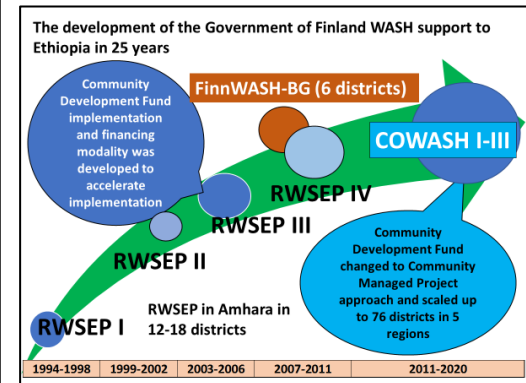 The development of the Government of Finland WASH support to
Ethiopia in 25 years
Community
Development Fund
implementation
and financing
modality was
developed to
accelerate
implementation
FinnWASH-BG (6 districts)
COWASH I-III
RWSEP IV
RWSEP III
RWSEP II
RWSEP I
RWSEP in Amhara in
12-18 districts
Community
Development Fund
changed to Community
Managed Project
approach and scaled up
to 76 districts in 5
regions
1994-1998 1999-2002 2003-2006 2007-2011 2011-2020